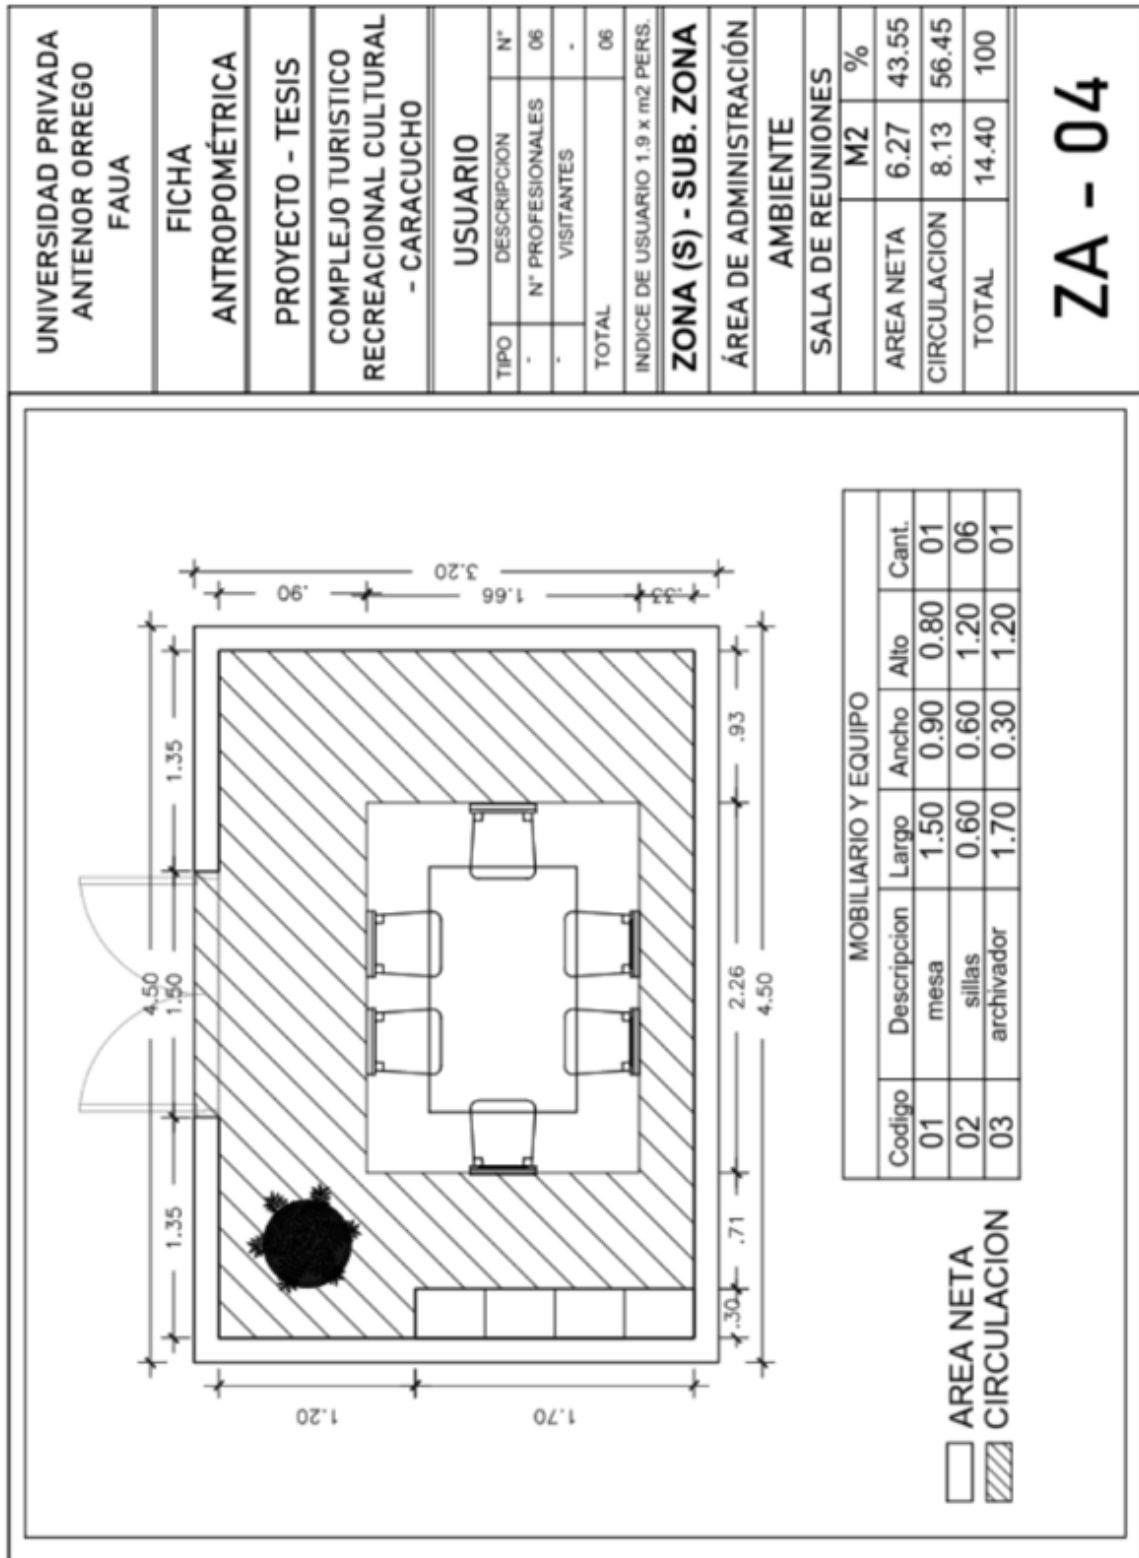 UNIVERSIDAD PRIVADA
ANTENOR ORREGO
FAUA
FICHA
ANTROPOMÉTRICA
PROYECTO - TESIS
COMPLEJO TURISTICO
RECREACIONAL CULTURAL
- CARACUCHO
USUARIO
TIPO DESCRIPCION N°
- N° PROFESIONALES 06
- VISITANTES -
TOTAL 06
INDICE DE USUARIO 1.9 x m2 PERS.
ZONA (S) - SUB. ZONA
ÁREA DE ADMINISTRACIÓN
AMBIENTE
SALA DE REUNIONES
M2 %
AREA NETA 6.27 43.55
CIRCULACION 8.13 56.45
TOTAL 14.40 100
ZA - 04
4.50
1.35 1.50 1.35
1.20
1.70
.90
1.66
.33
3.20
.30 .71 2.26 .93
4.50
MOBILIARIO Y EQUIPO
Codigo Descripcion Largo Ancho Alto Cant.
01 mesa 1.50 0.90 0.80 01
02 sillas 0.60 0.60 1.20 06
03 archivador 1.70 0.30 1.20 01
AREA NETA
CIRCULACION